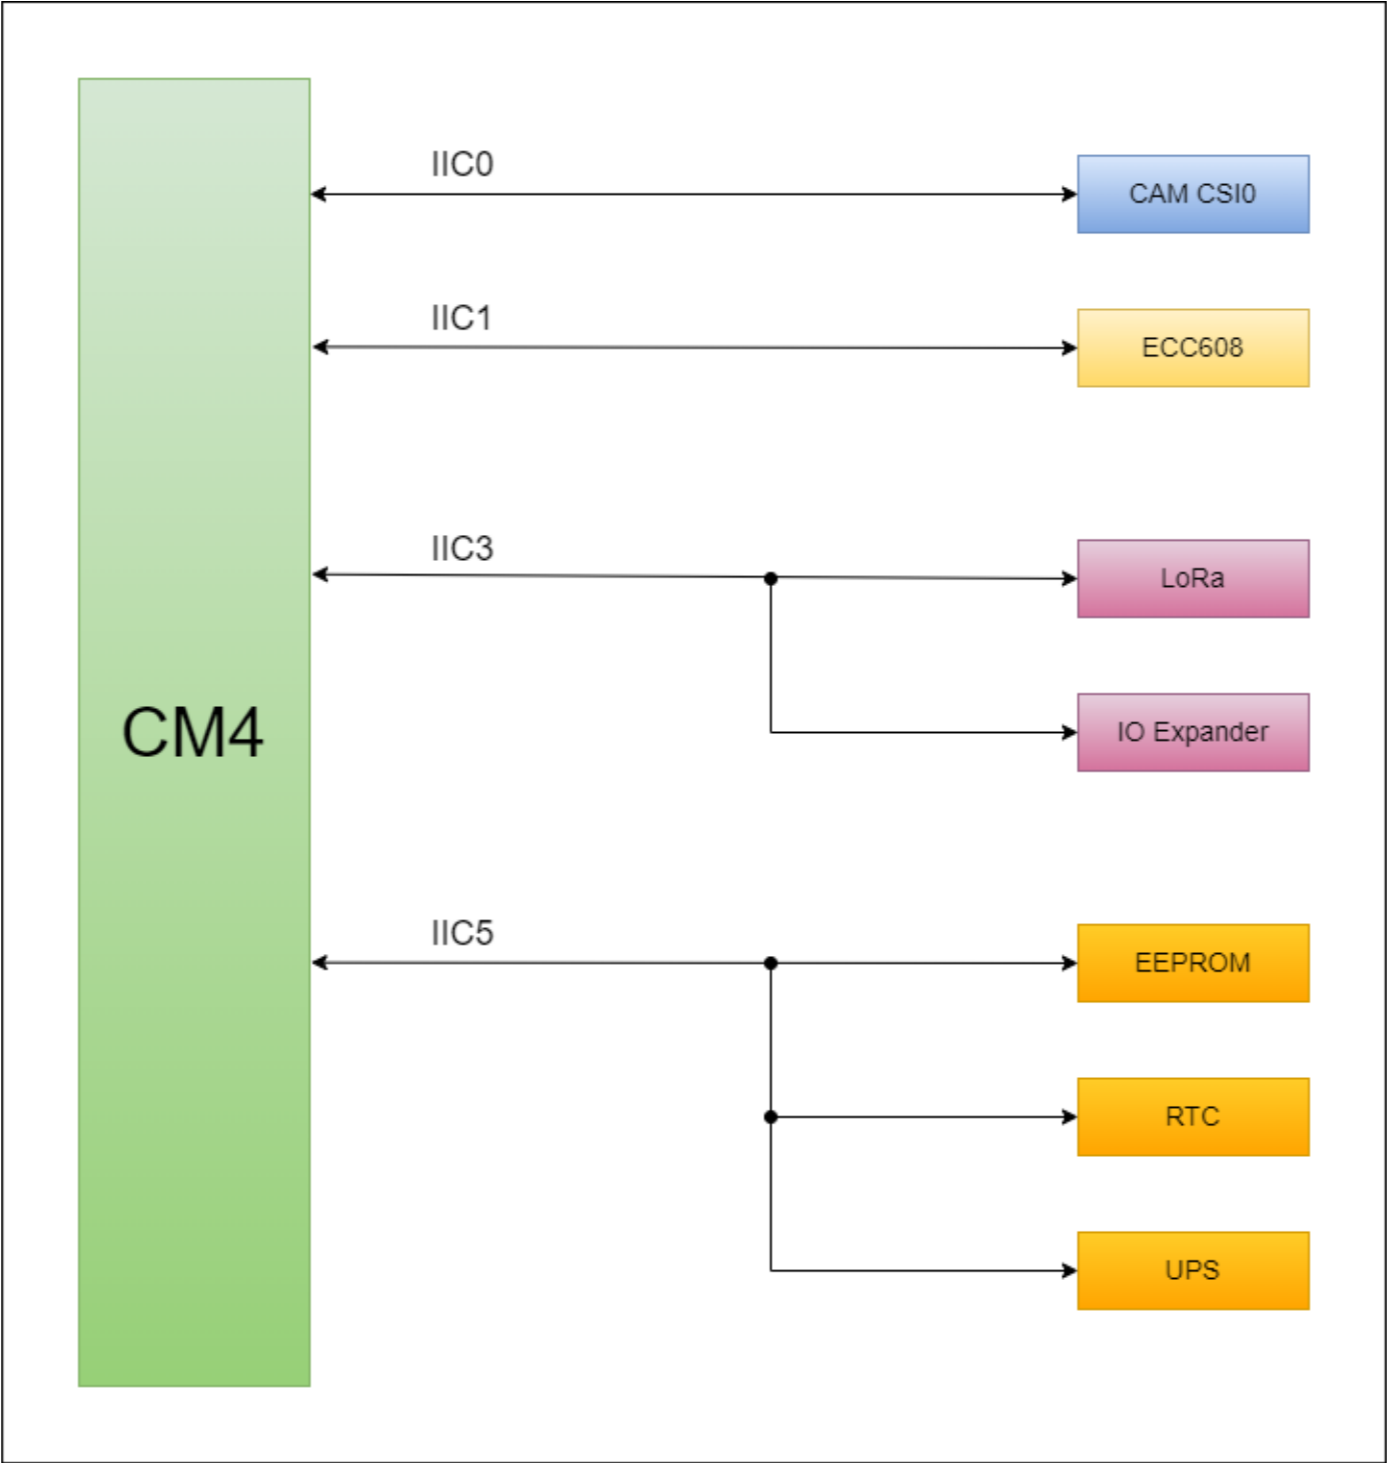 IIC0
CAM CSI0
IIC1
ECC608
IIC3
LoRa
CM4
IO Expander
IIC5
EEPROM
RTC
UPS